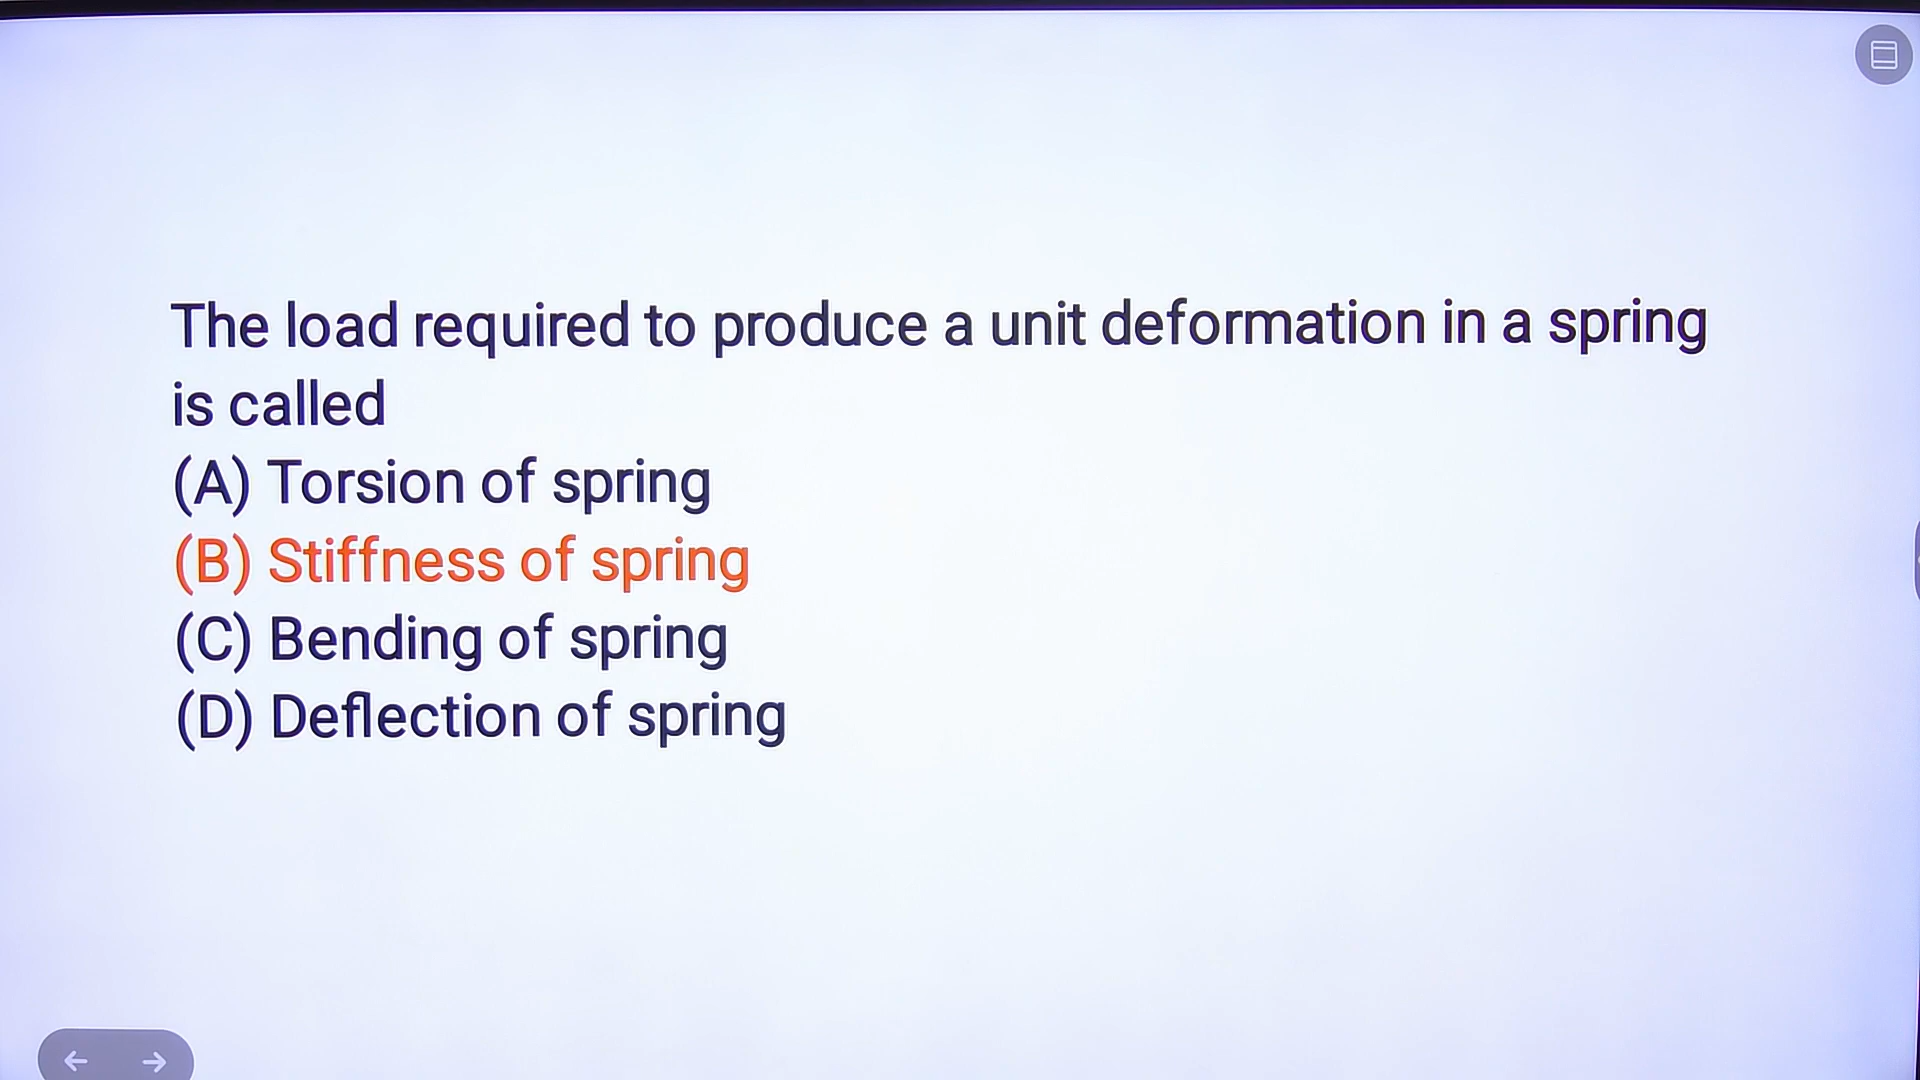 The load required to produce a unit deformation in a spring
is called
(A) Torsion of spring
(B) Stiffness of spring
(C) Bending of spring
(D) Deflection of spring